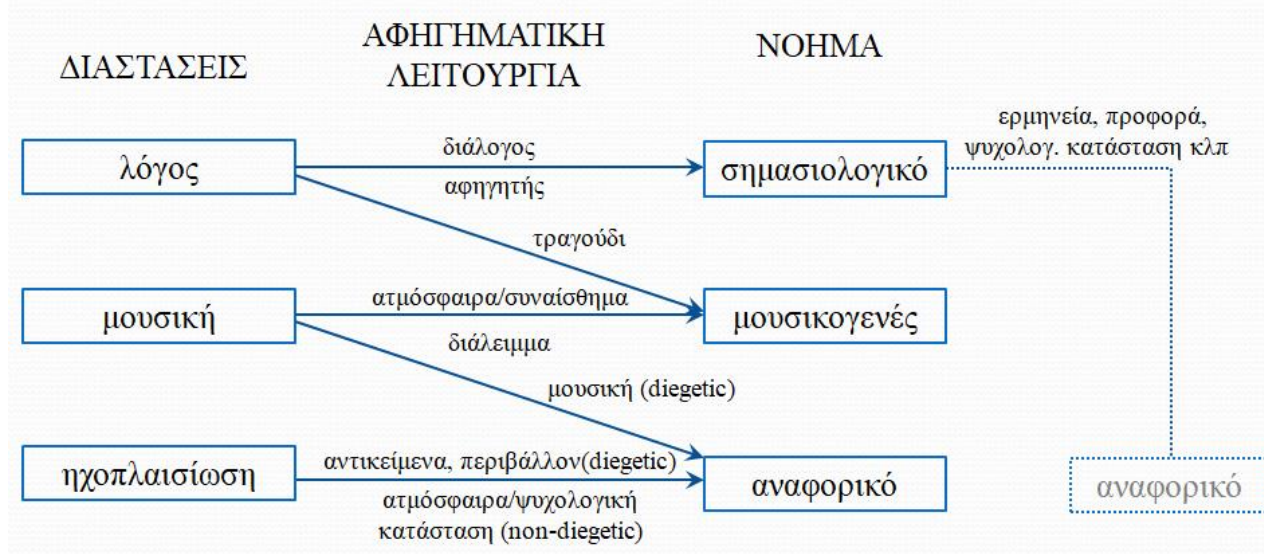 ΔΙΑΣΤΑΣΕΙΣ
ΑΦΗΓΗΜΑΤΙΚΗ
ΛΕΙΤΟΥΡΓΙΑ
ΝΟΗΜΑ
λόγος
διάλογος
αφηγητής
τραγούδι
σημασιολογικό
ερμηνεία, προφορά,
ψυχολογ. κατάσταση κλπ
μουσική
ατμόσφαιρα/συναίσθημα
διάλειμμα
μουσική (diegetic)
μουσικογενές
ηχοπλαισίωση
αντικείμενα, περιβάλλον(diegetic)
ατμόσφαιρα/ψυχολογική
κατάσταση (non-diegetic)
αναφορικό
αναφορικό